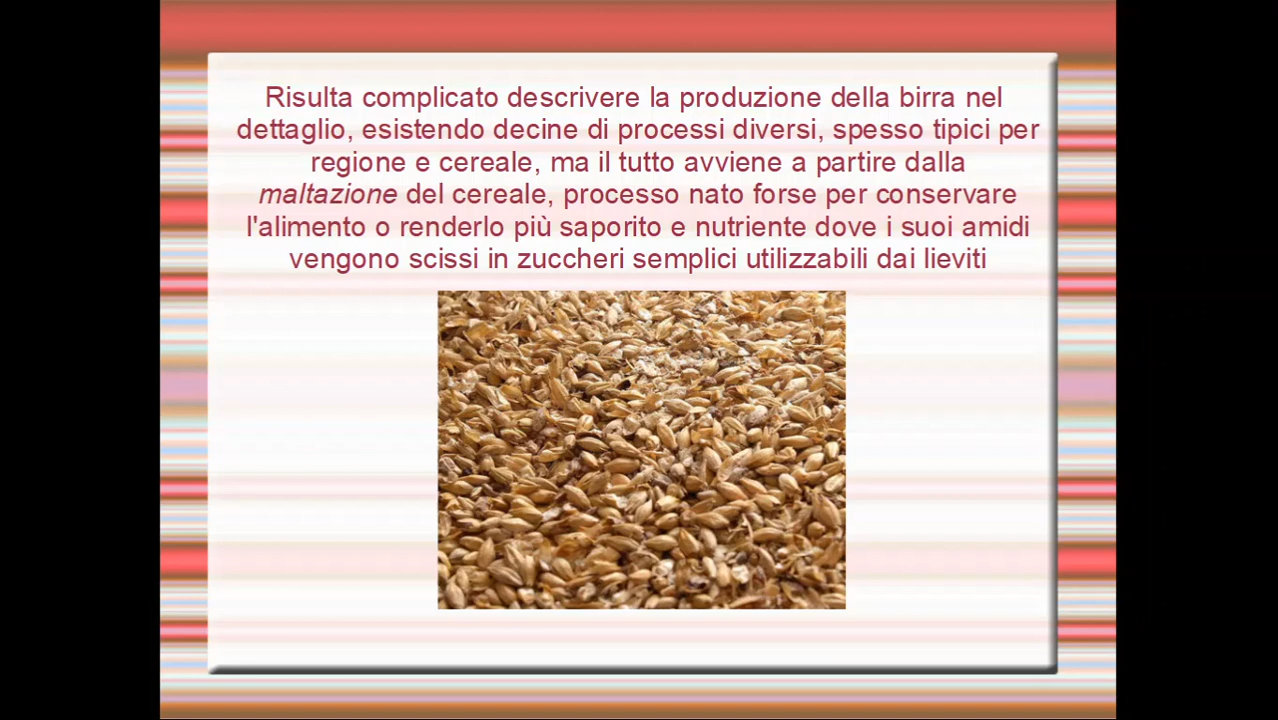 Risulta complicato descrivere la produzione della birra nel
dettaglio, esistendo decine di processi diversi, spesso tipici per
regione e cereale, ma il tutto avviene a partire dalla
maltazione del cereale, processo nato forse per conservare
l'alimento o renderlo più saporito e nutriente dove i suoi amidi
vengono scissi in zuccheri semplici utilizzabili dai lieviti